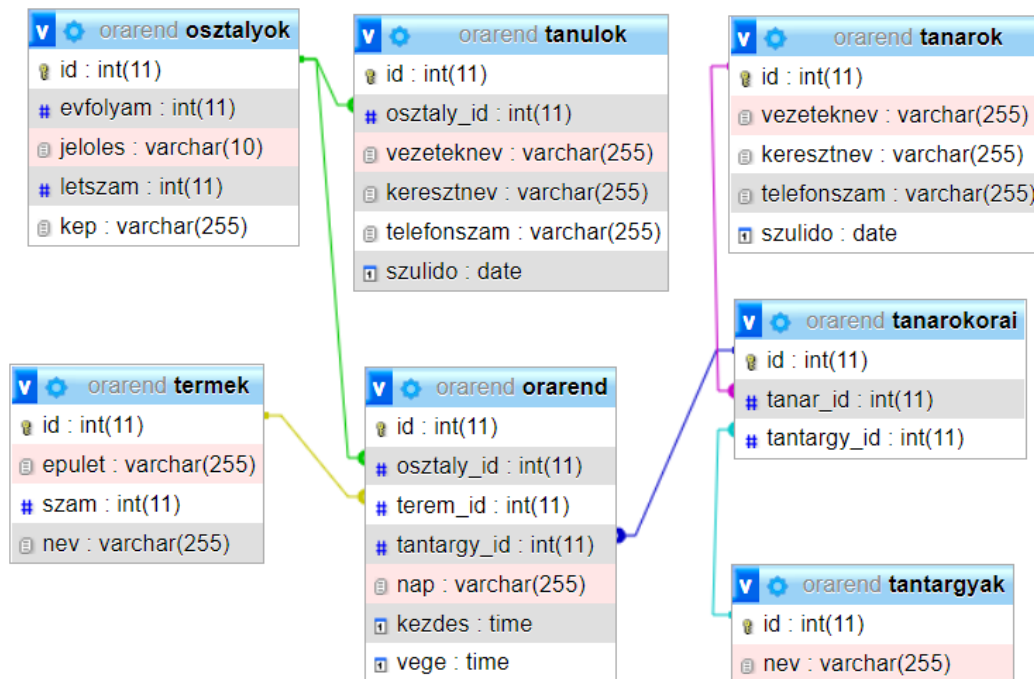 orarend osztalyok
id : int(11)
# evfolyam : int(11)
jeloles : varchar(10)
# letszam : int(11)
kep : varchar(255)
orarend tanulok
id : int(11)
# osztaly_id : int(11)
vezeteknev : varchar(255)
keresztnev : varchar(255)
telefonszam : varchar(255)
szulido : date
orarend tanarok
id : int(11)
vezeteknev : varchar(255)
keresztnev : varchar(255)
telefonszam : varchar(255)
szulido : date
orarend termek
id : int(11)
epulet : varchar(255)
# szam : int(11)
nev : varchar(255)
orarend orarend
id : int(11)
# osztaly_id : int(11)
# terem_id : int(11)
# tantargy_id : int(11)
nap : varchar(255)
kezdes : time
vege : time
orarend tanarokorai
id : int(11)
# tanar_id : int(11)
# tantargy_id : int(11)
orarend tantargyak
id : int(11)
nev : varchar(255)